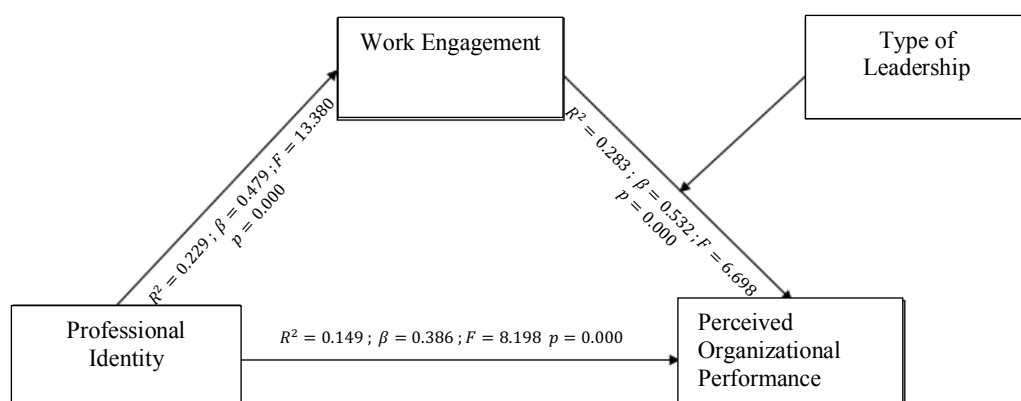 Work Engagement
Type of
Leadership
R² = 0.229 ; β = 0.479 ; F = 13.380
p = 0.000
R² = 0.283 ; β = 0.532 ; F = 6.698
p = 0.000
Professional
Identity
R² = 0.149 ; β = 0.386 ; F = 8.198 p = 0.000
Perceived
Organizational
Performance